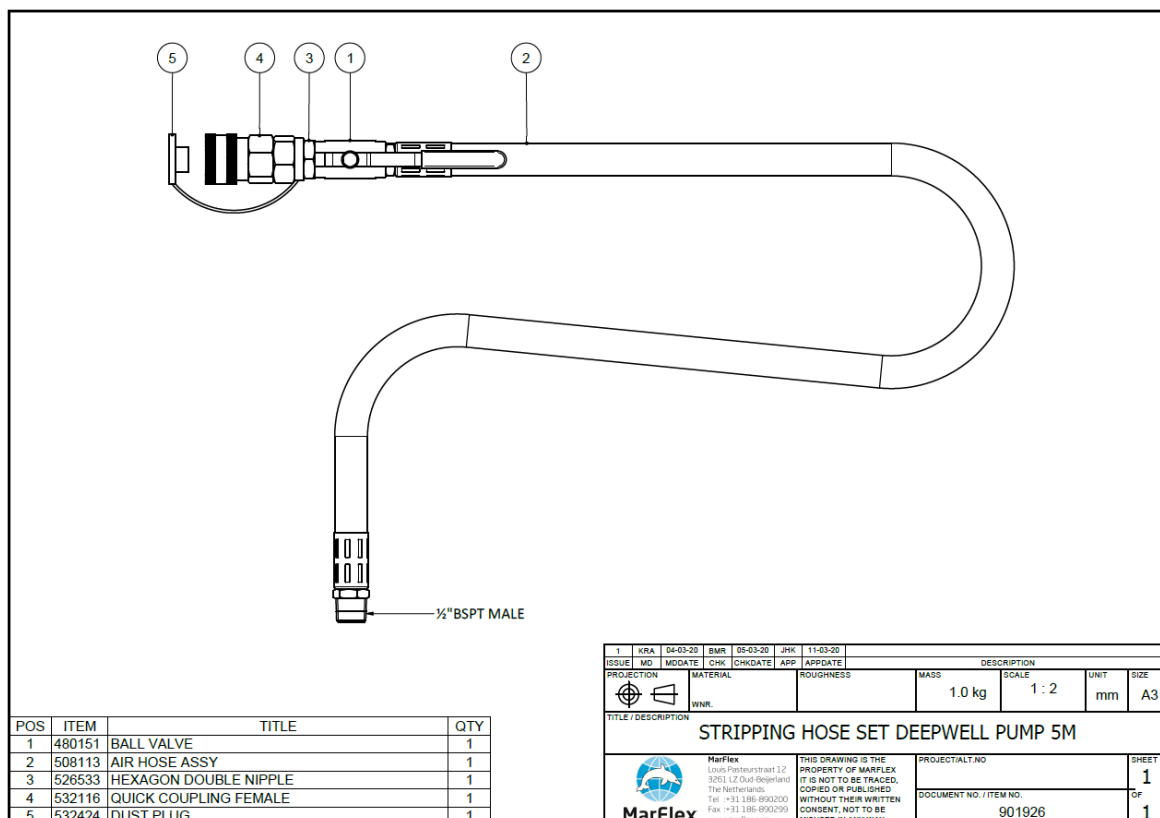 5 4 3 1 2
½"BSPT MALE
POS ITEM TITLE QTY
1 480151 BALL VALVE 1
2 508113 AIR HOSE ASSY 1
3 526533 HEXAGON DOUBLE NIPPLE 1
4 532116 QUICK COUPLING FEMALE 1
5 532424 DUST PLUG 1
1 KRA 04-03-20 BMR 05-03-20 JHK 11-03-20
ISSUE MD MDDATE CHK CHKDATE APP APPDATE DESCRIPTION
PROJECTION MATERIAL ROUGHNESS MASS SCALE UNIT SIZE
1.0 kg 1 : 2 mm A3
WNR.
TITLE / DESCRIPTION
STRIPPING HOSE SET DEEPWELL PUMP 5M
MarFlex
MarFlex
Louis Pasteurstraat 12
3261 LZ Oud-Beijerland
The Netherlands
Tel :+31 186-890200
Fax :+31 186-890299
THIS DRAWING IS THE
PROPERTY OF MARFLEX
IT IS NOT TO BE TRACED,
COPIED OR PUBLISHED
WITHOUT THEIR WRITTEN
CONSENT, NOT TO BE
PROJECT/ALT.NO
DOCUMENT NO. / ITEM NO.
901926
SHEET
1
OF
1